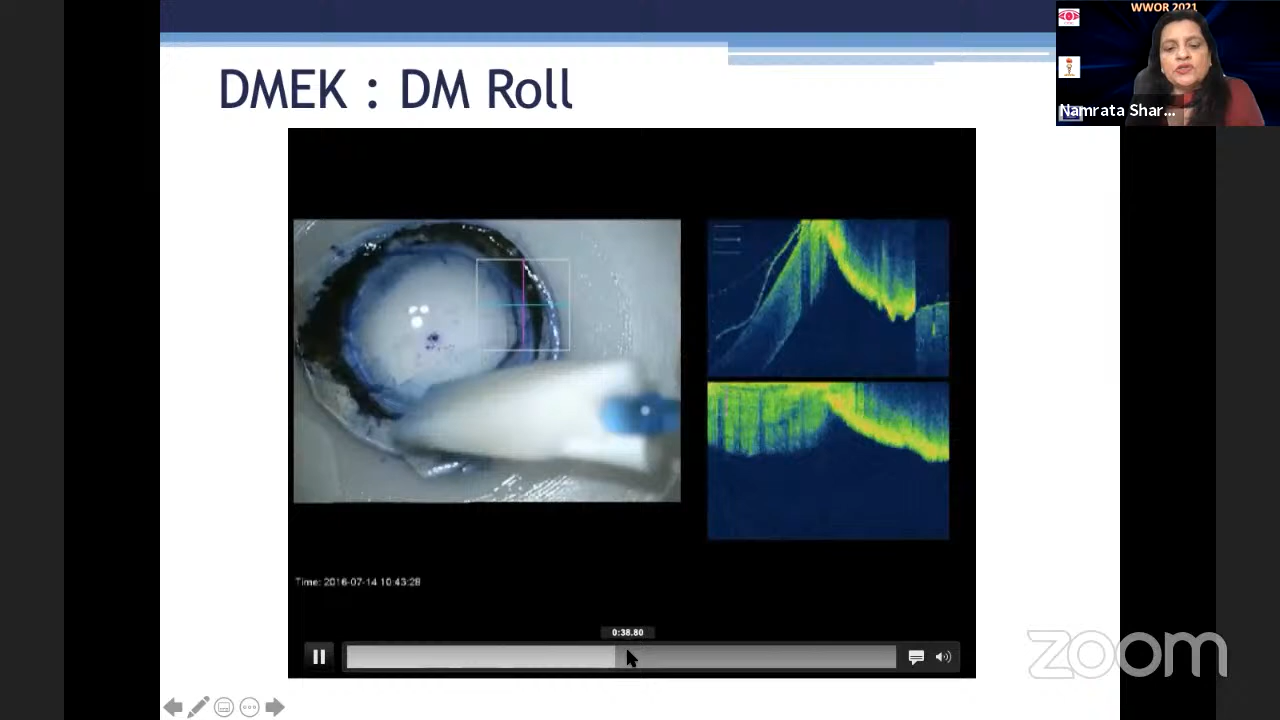 WWOR 2021
DMEK : DM Roll
Namrata Shar...
Time: 2016-07-14 10:43:28
0:38.80
zoom